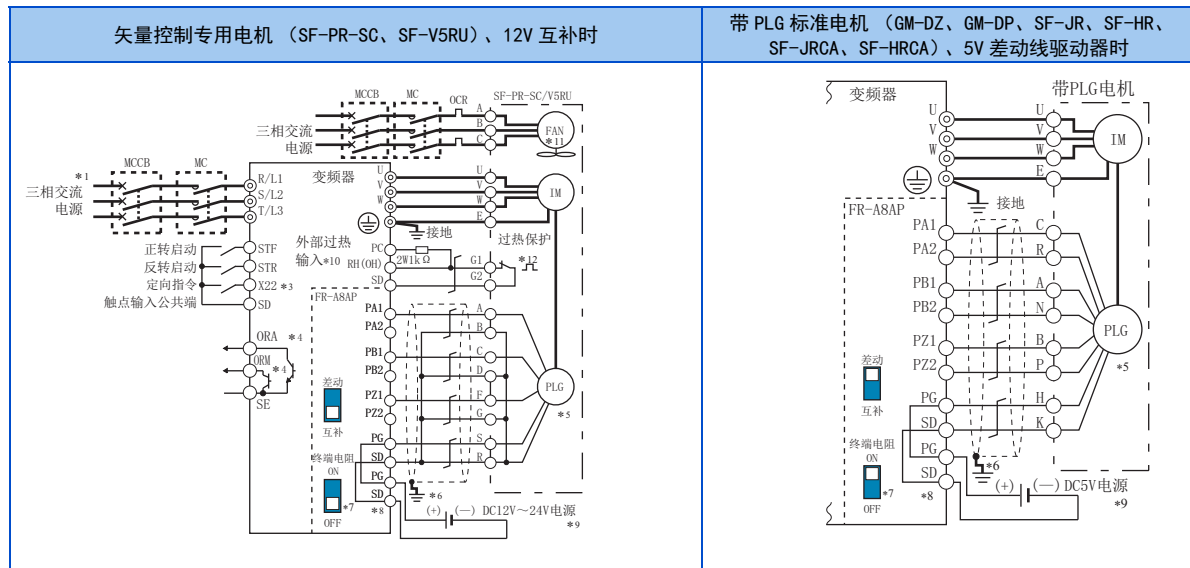 矢量控制专用电机 （SF-PR-SC、SF-V5RU）、12V 互补时
MCCB MC OCR SF-PR-SC/V5RU
三相交流
电源
A
B
C
FAN
*11
*1
三相交流
电源
MCCB MC
R/L1
S/L2
T/L3
变频器
U
V
W
U
V
W
E
IM
接地
正转启动
反转启动
定向指令
触点输入公共端
STF
STR
X22 *3
SD
外部过热
输入*10
PC
RH(OH)
SD
2W1kΩ
过热保护
G1
G2
*12
ORA *4
ORM
*4
SE
FR-A8AP
PA1
PA2
PB1
PB2
PZ1
PZ2
PG
SD
PG
SD
A
B
C
D
F
G
S
R
PLG
*5
差动
互补
终端电阻
ON
*7
OFF
*8
*6
(+) (—) DC12V～24V电源
*9
带 PLG 标准电机 （GM-DZ、GM-DP、SF-JR、SF-HR、
SF-JRCA、SF-HRCA）、5V 差动线驱动器时
变频器
带PLG电机
U
V
W
U
V
W
E
IM
接地
FR-A8AP
PA1
PA2
PB1
PB2
PZ1
PZ2
PG
SD
PG
SD
C
R
A
N
B
P
H
K
PLG
*5
差动
互补
终端电阻
ON
*7
OFF
*8
*6
(+) (—) DC5V电源
*9